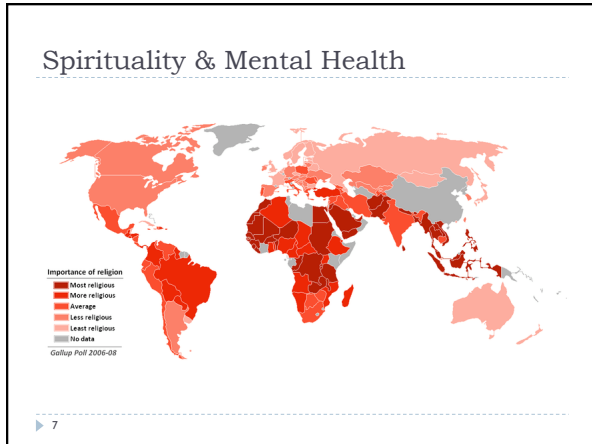 Spirituality & Mental Health
Importance of religion
Most religious
More religious
Average
Less religious
Least religious
No data
Gallup Poll 2006-08
7